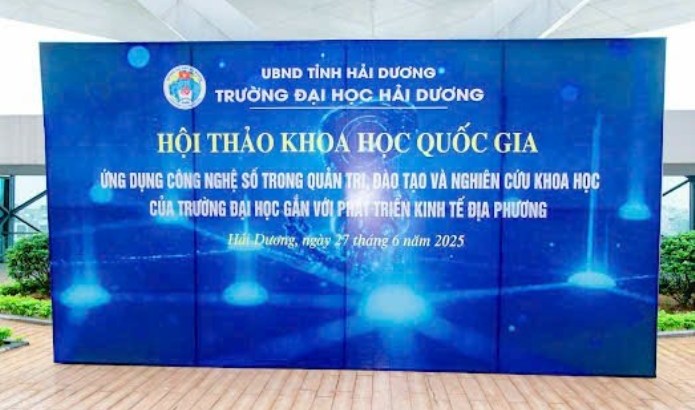 UBND TỈNH HẢI DƯƠNG
TRƯỜNG ĐẠI HỌC HẢI DƯƠNG
HỘI THẢO KHOA HỌC QUỐC GIA
ỨNG DỤNG CÔNG NGHỆ SỐ TRONG QUẢN TRỊ, ĐÀO TẠO VÀ NGHIÊN CỨU KHOA HỌC
CỦA TRƯỜNG ĐẠI HỌC GẮN VỚI PHÁT TRIỂN KINH TẾ ĐỊA PHƯƠNG
Hải Dương, ngày 27 tháng 6 năm 2025